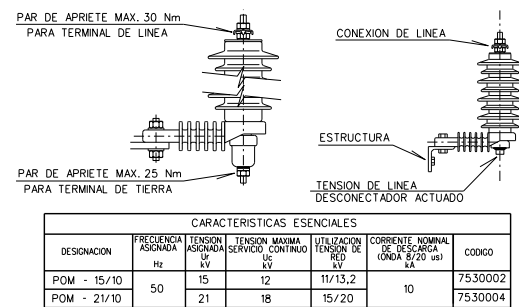 PAR DE APRIETE MAX. 30 Nm
PARA TERMINAL DE LINEA
CONEXION DE LINEA
ESTRUCTURA
PAR DE APRIETE MAX. 25 Nm
PARA TERMINAL DE TIERRA
TENSION DE LINEA
DESCONECTADOR ACTUADO
CARACTERISTICAS ESENCIALES
DESIGNACION
FRECUENCIA
ASIGNADA
Hz
TENSION
ASIGNADA
Ur
kV
TENSION MAXIMA
SERVICIO CONTINUO
Uc
kV
UTILIZACION
TENSION DE
RED
kV
CORRIENTE NOMINAL
DE DESCARGA
(ONDA 8/20 us)
kA
CODIGO
POM - 15/10
50
15
12
11/13,2
10
7530002
POM - 21/10
21
18
15/20
7530004